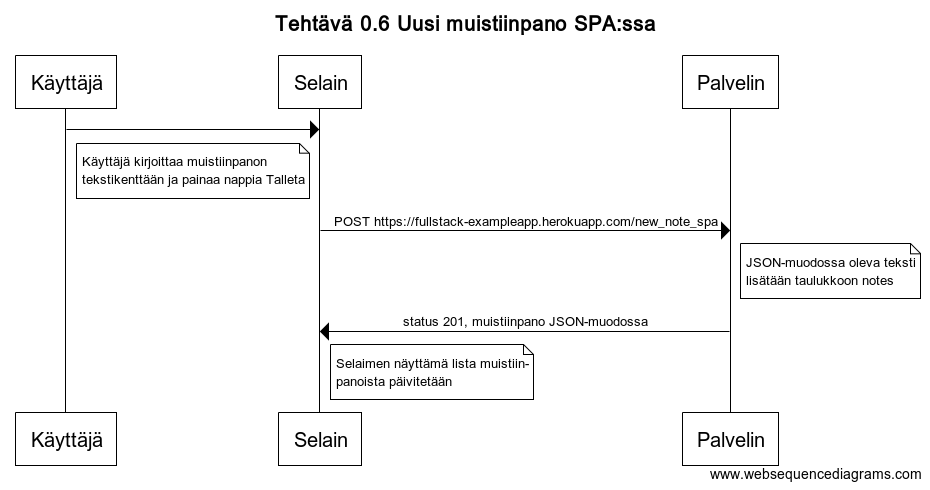 Tehtävä 0.6 Uusi muistiinpano SPA:ssa
Käyttäjä
Selain
Palvelin
Käyttäjä kirjoittaa muistiinpanon
tekstikenttään ja painaa nappia Talleta
POST https://fullstack-exampleapp.herokuapp.com/new_note_spa
JSON-muodossa oleva teksti
lisätään taulukkoon notes
status 201, muistiinpano JSON-muodossa
Selaimen näyttämä lista muistiin-
panoista päivitetään
Käyttäjä
Selain
Palvelin
www.websequencediagrams.com